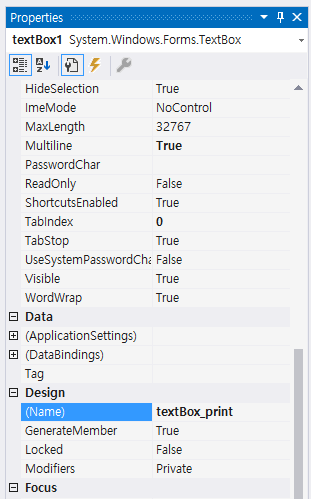 Properties
textBox1 System.Windows.Forms.TextBox
HideSelection True
ImeMode NoControl
MaxLength 32767
Multiline True
PasswordChar
ReadOnly False
ShortcutsEnabled True
TabIndex 0
TabStop True
UseSystemPasswordCha False
Visible True
WordWrap True
Data
(ApplicationSettings)
(DataBindings)
Tag
Design
(Name) textBox_print
GenerateMember True
Locked False
Modifiers Private
Focus